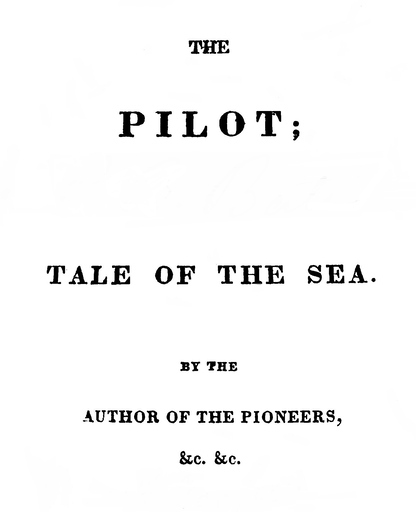 THE
PILOT;
TALE OF THE SEA.
BY THE
AUTHOR OF THE PIONEERS,
&c. &c.